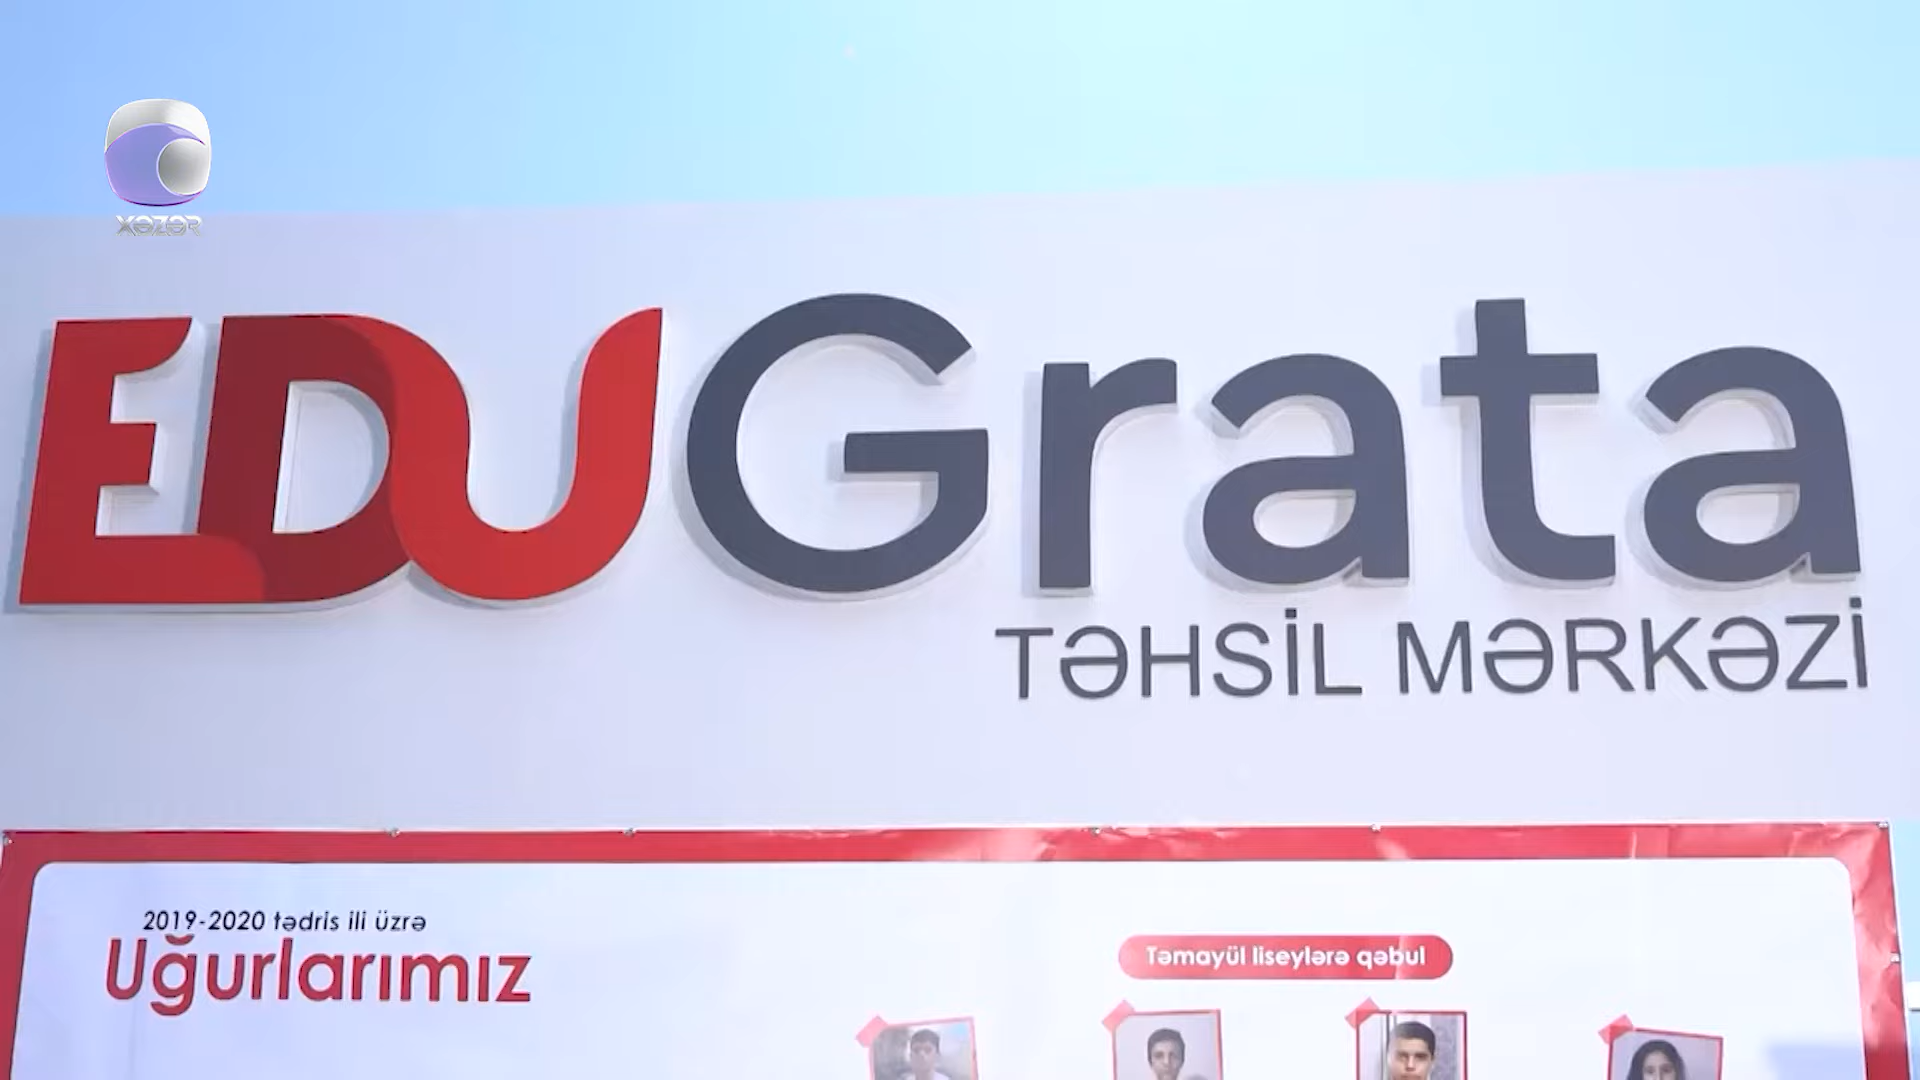 XəZəR
EDUGrata
TƏHSİL MƏRKƏZİ
2019-2020 tədris ili üzrə
Uğurlarımız
Təmayül liseylərə qəbul